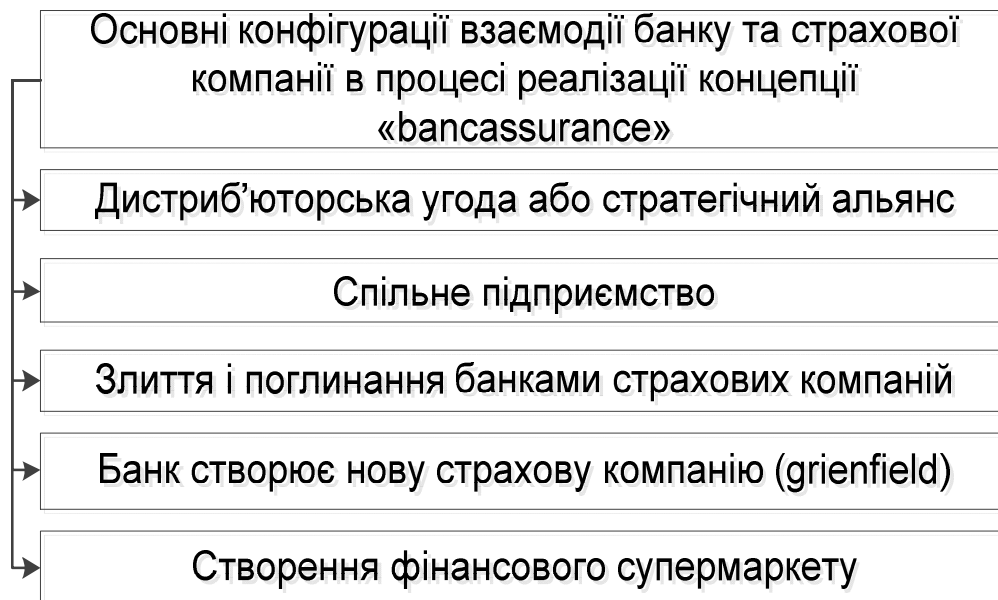 Основні конфігурації взаємодії банку та страхової
компанії в процесі реалізації концепції
«bancassurance»
Дистриб’юторська угода або стратегічний альянс
Спільне підприємство
Злиття і поглинання банками страхових компаній
Банк створює нову страхову компанію (grienfield)
Створення фінансового супермаркету